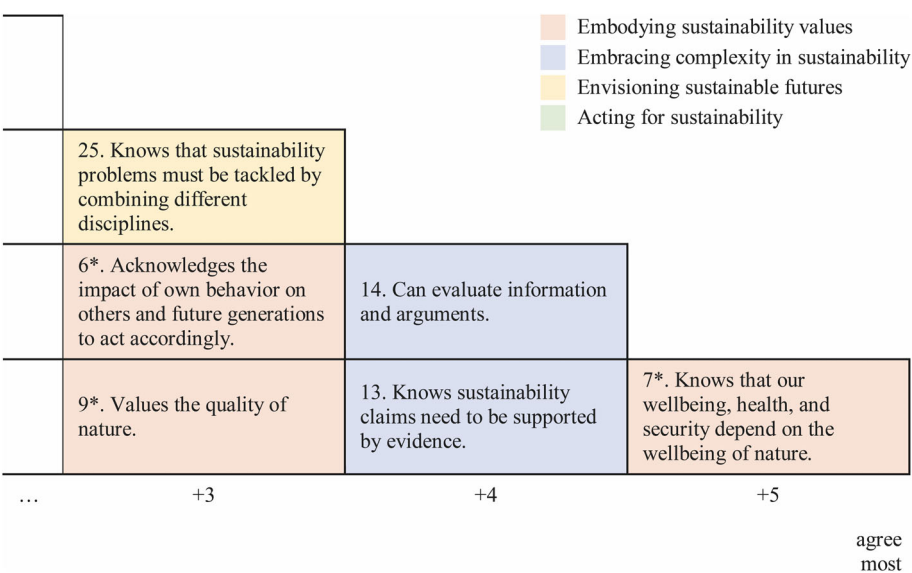 Embodying sustainability values
Embracing complexity in sustainability
Envisioning sustainable futures
Acting for sustainability
25. Knows that sustainability
problems must be tackled by
combining different
disciplines.
6*. Acknowledges the
impact of own behavior on
others and future generations
to act accordingly.
14. Can evaluate information
and arguments.
9*. Values the quality of
nature.
13. Knows sustainability
claims need to be supported
by evidence.
7*. Knows that our
wellbeing, health, and
security depend on the
wellbeing of nature.
... +3 +4 +5
agree
most